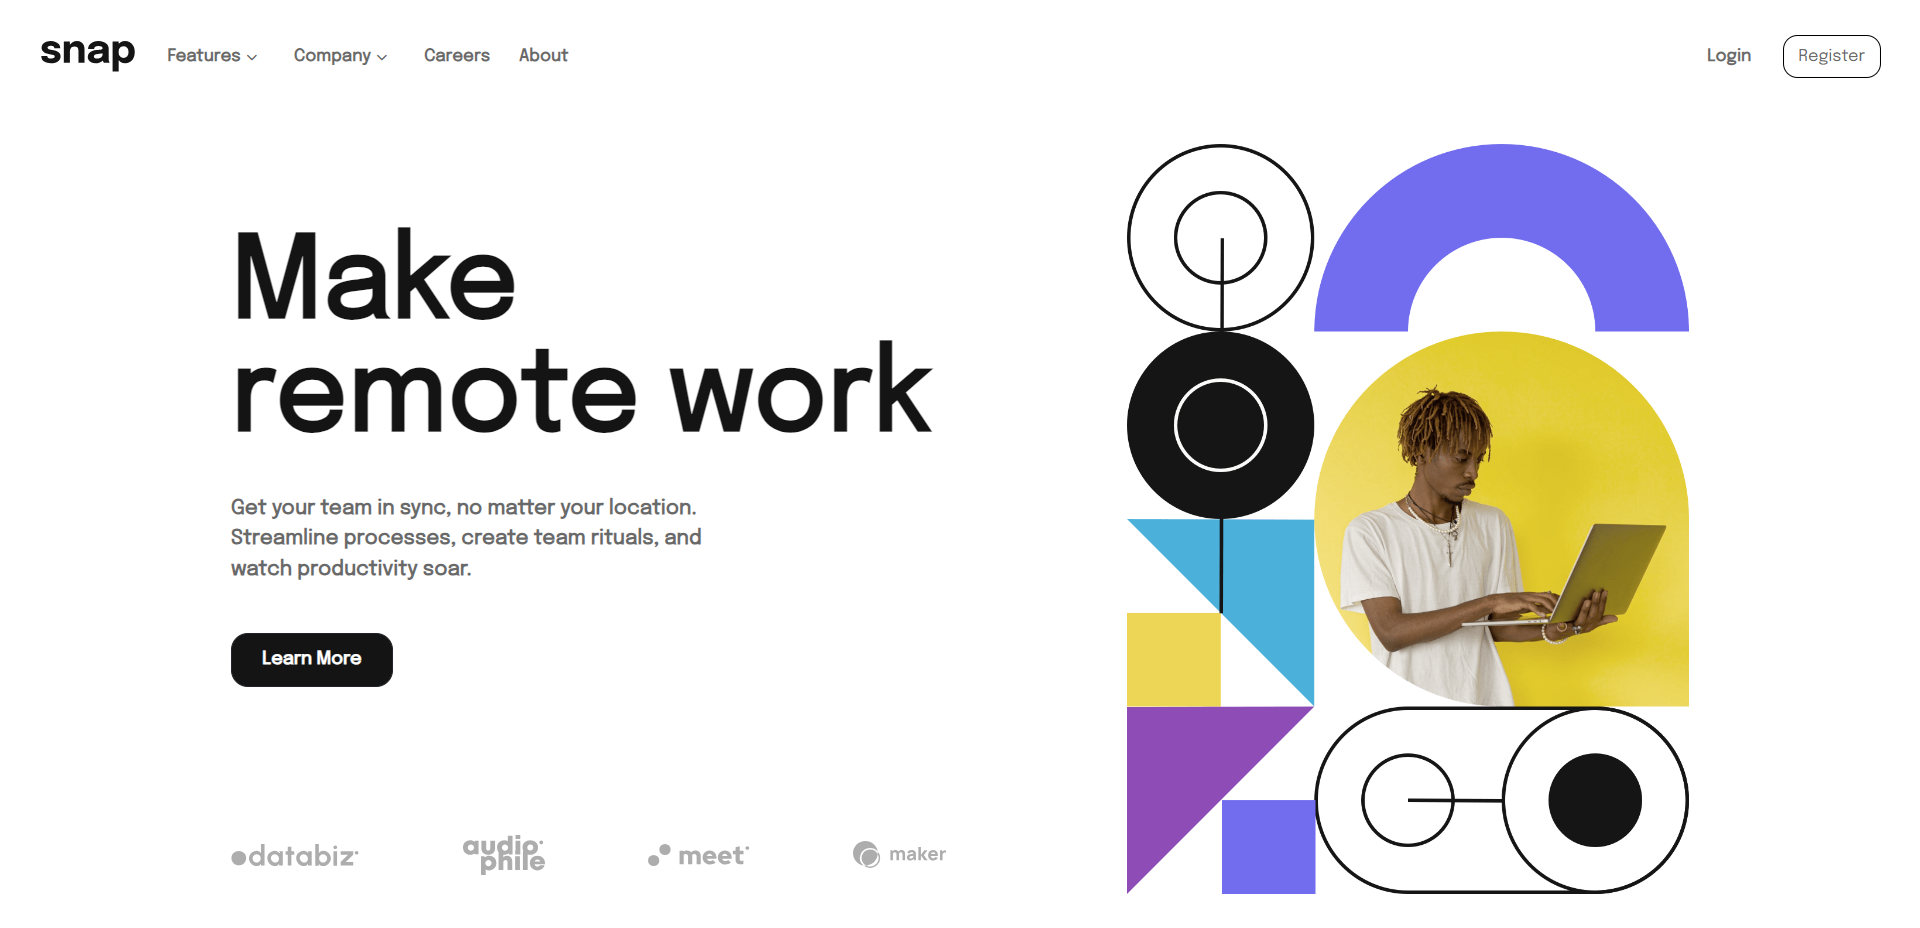 snap
Features
Company
Careers
About
Login
Register
Make
remote work
Get your team in sync, no matter your location.
Streamline processes, create team rituals, and
watch productivity soar.
Learn More
databiz
audio
phile
meet
maker